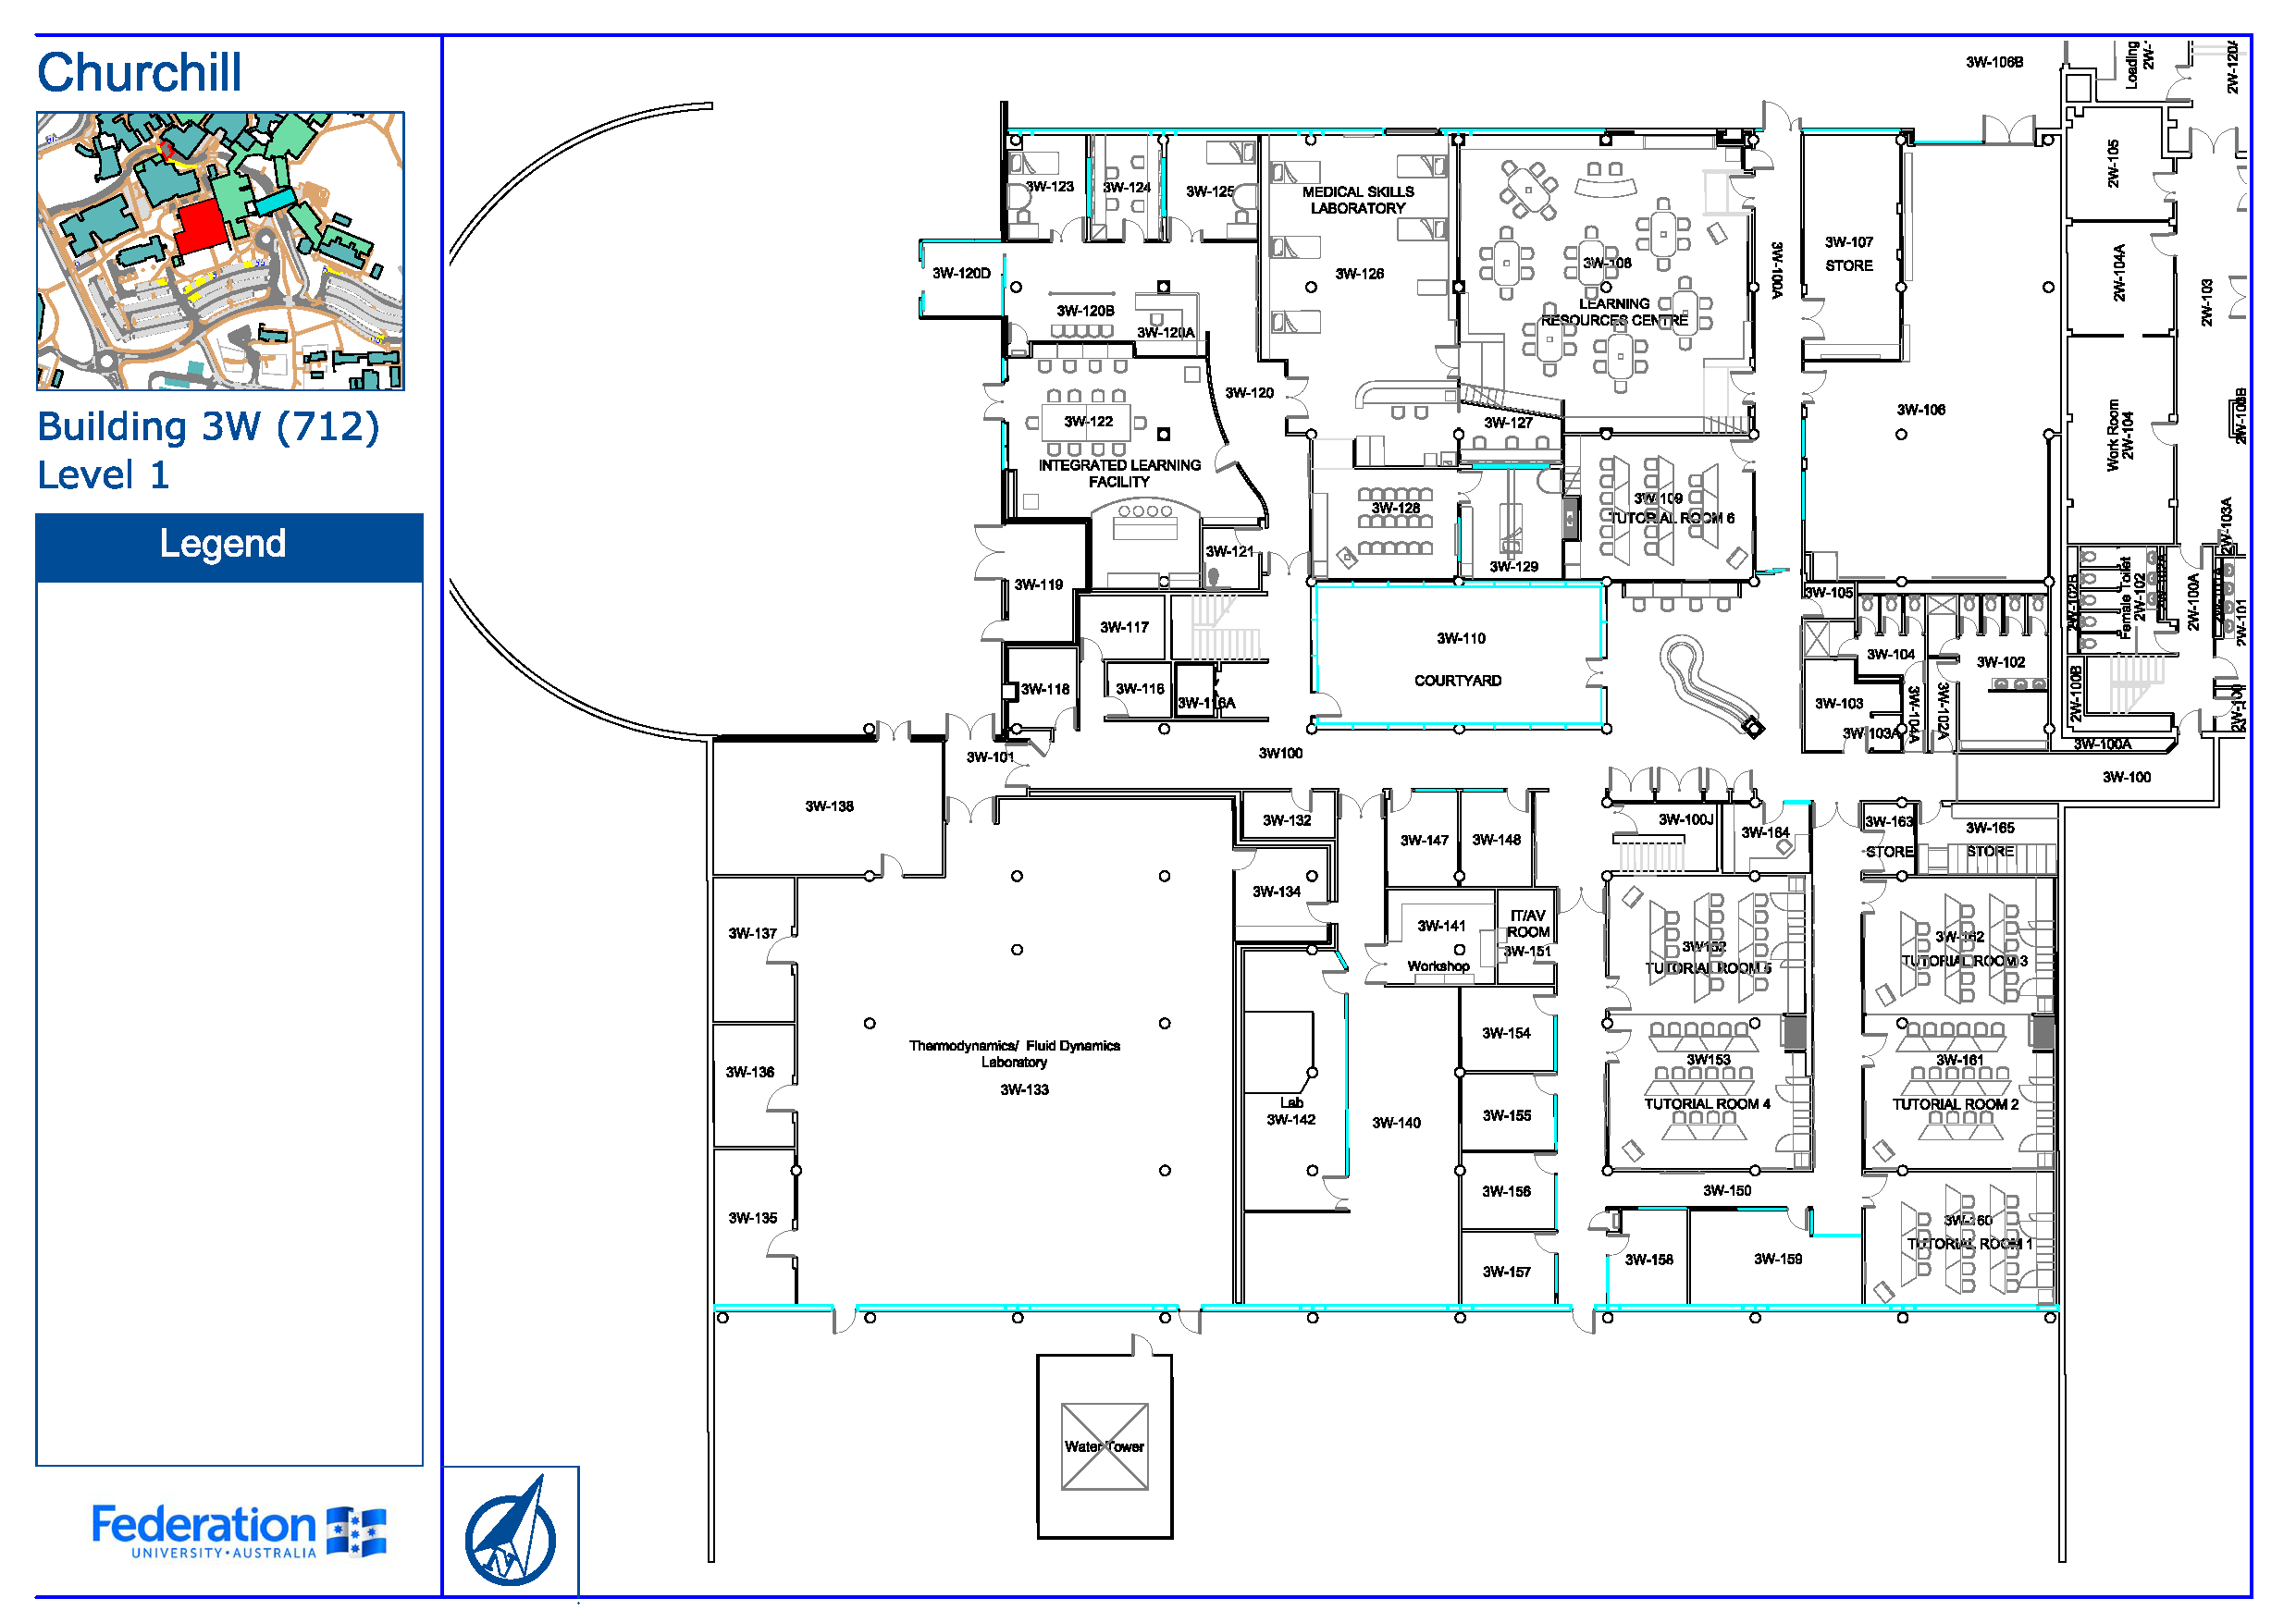 Churchill
Building 3W (712)
Level 1
Legend
Federation
UNIVERSITY • AUSTRALIA
N
3W-106B
Loading
2W-120A
3W-123
3W-124
3W-125
MEDICAL SKILLS
LABORATORY
3W-126
3W-108
LEARNING
RESOURCES CENTRE
3W-100A
3W-107
STORE
2W-105
2W-104A
2W-103
3W-120D
3W-120B
3W-120A
3W-120
3W-122
INTEGRATED LEARNING
FACILITY
3W-127
3W-106
Work Room
2W-104
2W-106B
3W-128
3W-109
TUTORIAL ROOM 6
3W-129
2W-103A
3W-121
3W-119
3W-117
3W-118
3W-116
3W-116A
3W-110
COURTYARD
3W-105
3W-104
3W-102
3W-103
3W-103A
3W-104A
3W-102A
2W-102B
Female Toilet
2W-102
2W-102A
2W-100A
2W-101A
2W-101
2W-100B
2W-100
3W-100A
3W-100
3W-101
3W100
3W-138
3W-132
3W-147
3W-148
3W-100J
3W-164
3W-163
STORE
3W-165
STORE
3W-134
3W-137
3W-141
Workshop
IT/AV
ROOM
3W-151
3W152
TUTORIAL ROOM 5
3W-162
TUTORIAL ROOM 3
Thermodynamics/ Fluid Dynamics
Laboratory
3W-133
3W-136
3W-154
3W153
TUTORIAL ROOM 4
3W-161
TUTORIAL ROOM 2
Lab
3W-142
3W-140
3W-155
3W-156
3W-150
3W-135
3W-160
TUTORIAL ROOM 1
3W-157
3W-158
3W-159
Water Tower